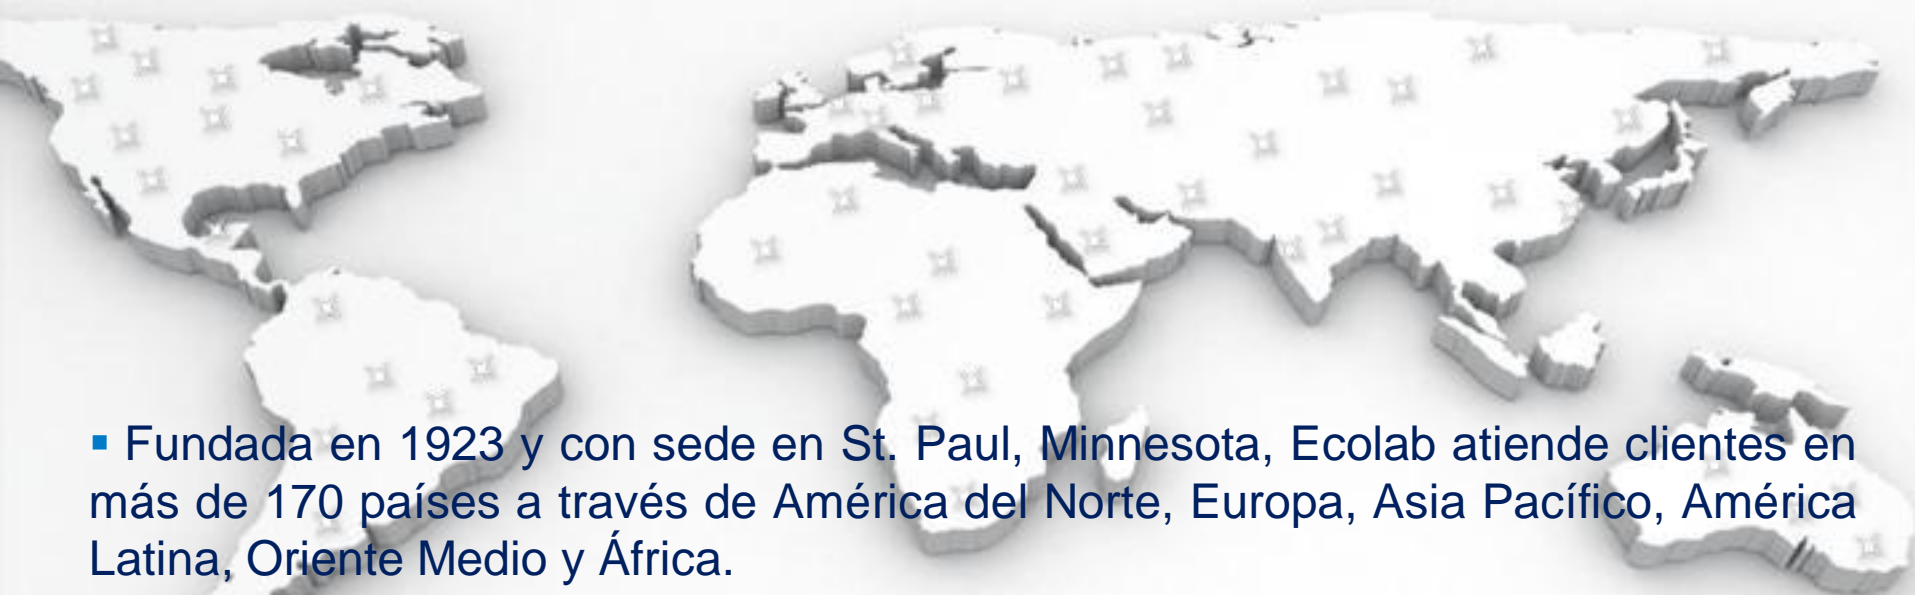 ▪ Fundada en 1923 y con sede en St. Paul, Minnesota, Ecolab atiende clientes en
más de 170 países a través de América del Norte, Europa, Asia Pacífico, América
Latina, Oriente Medio y África.